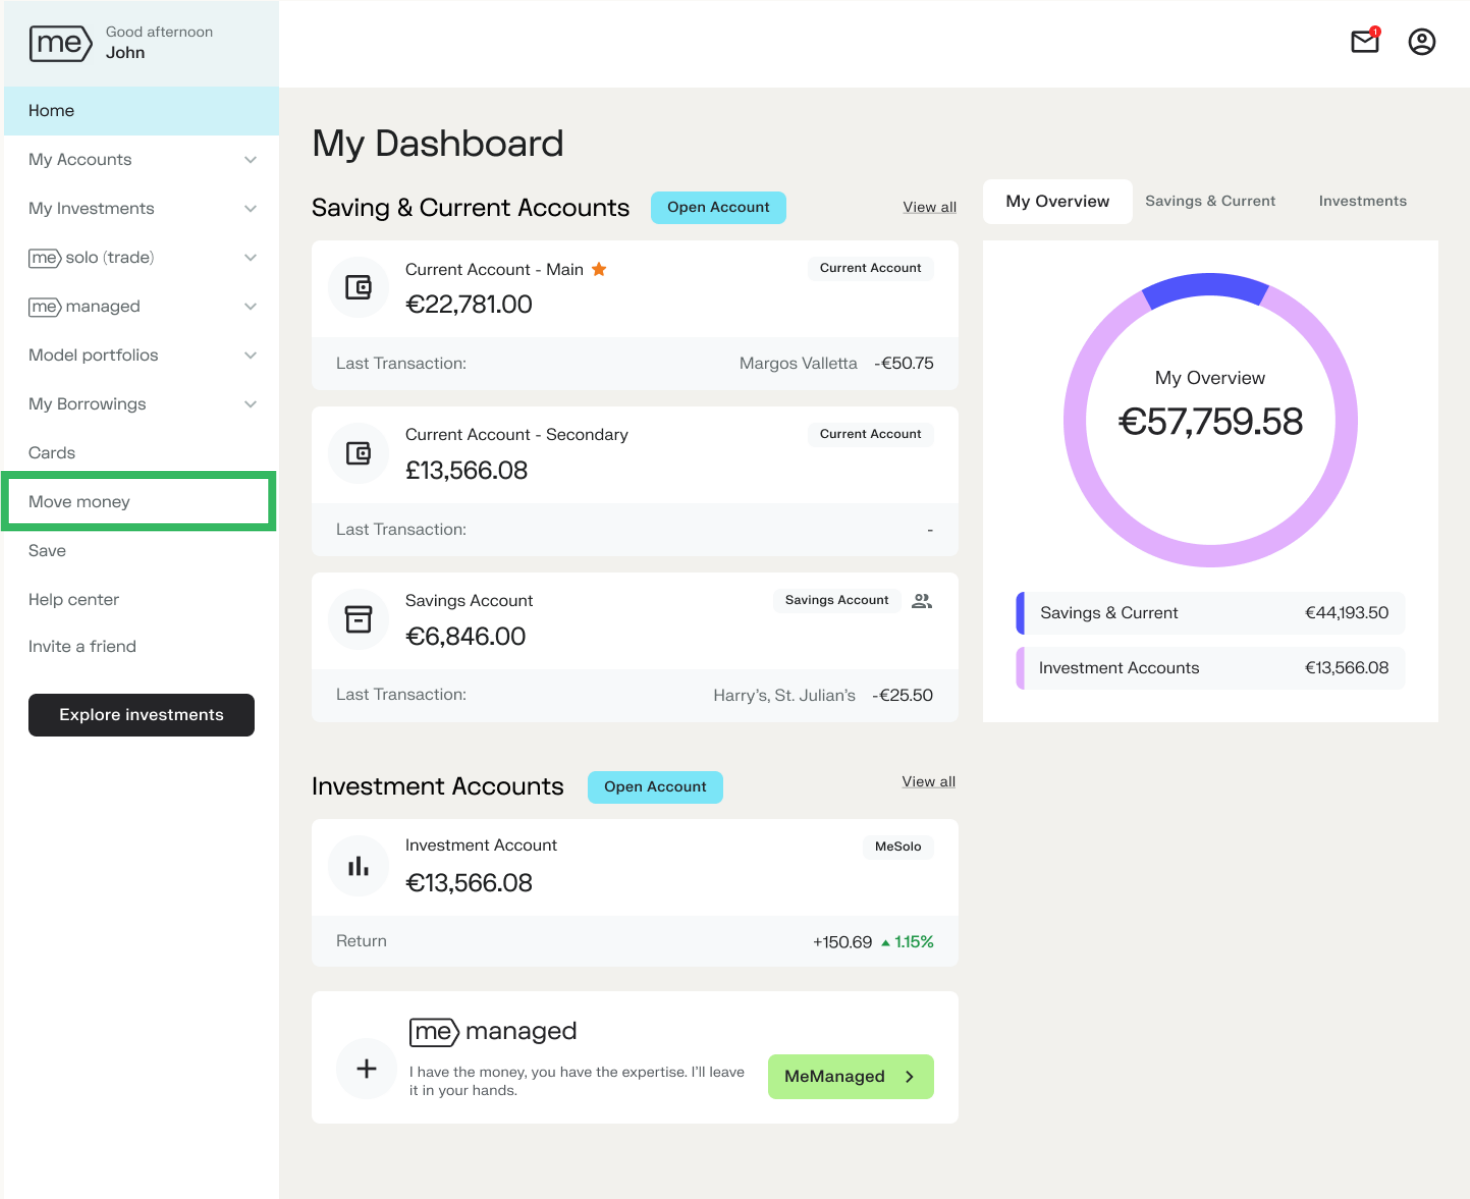 me
Good afternoon
John
1
Home
My Accounts
My Investments
me solo (trade)
me managed
Model portfolios
My Borrowings
Cards
Move money
Save
Help center
Invite a friend
Explore investments
My Dashboard
Saving & Current Accounts
Open Account
View all
Current Account - Main
Current Account
€22,781.00
Last Transaction:
Margos Valletta -€50.75
Current Account - Secondary
Current Account
£13,566.08
Last Transaction:
-
Savings Account
Savings Account
€6,846.00
Last Transaction:
Harry's, St. Julian's -€25.50
My Overview
Savings & Current
Investments
My Overview
€57,759.58
Savings & Current €44,193.50
Investment Accounts €13,566.08
Investment Accounts
Open Account
View all
Investment Account
MeSolo
€13,566.08
Return
+150.69 1.15%
me managed
I have the money, you have the expertise. I'll leave
it in your hands.
MeManaged